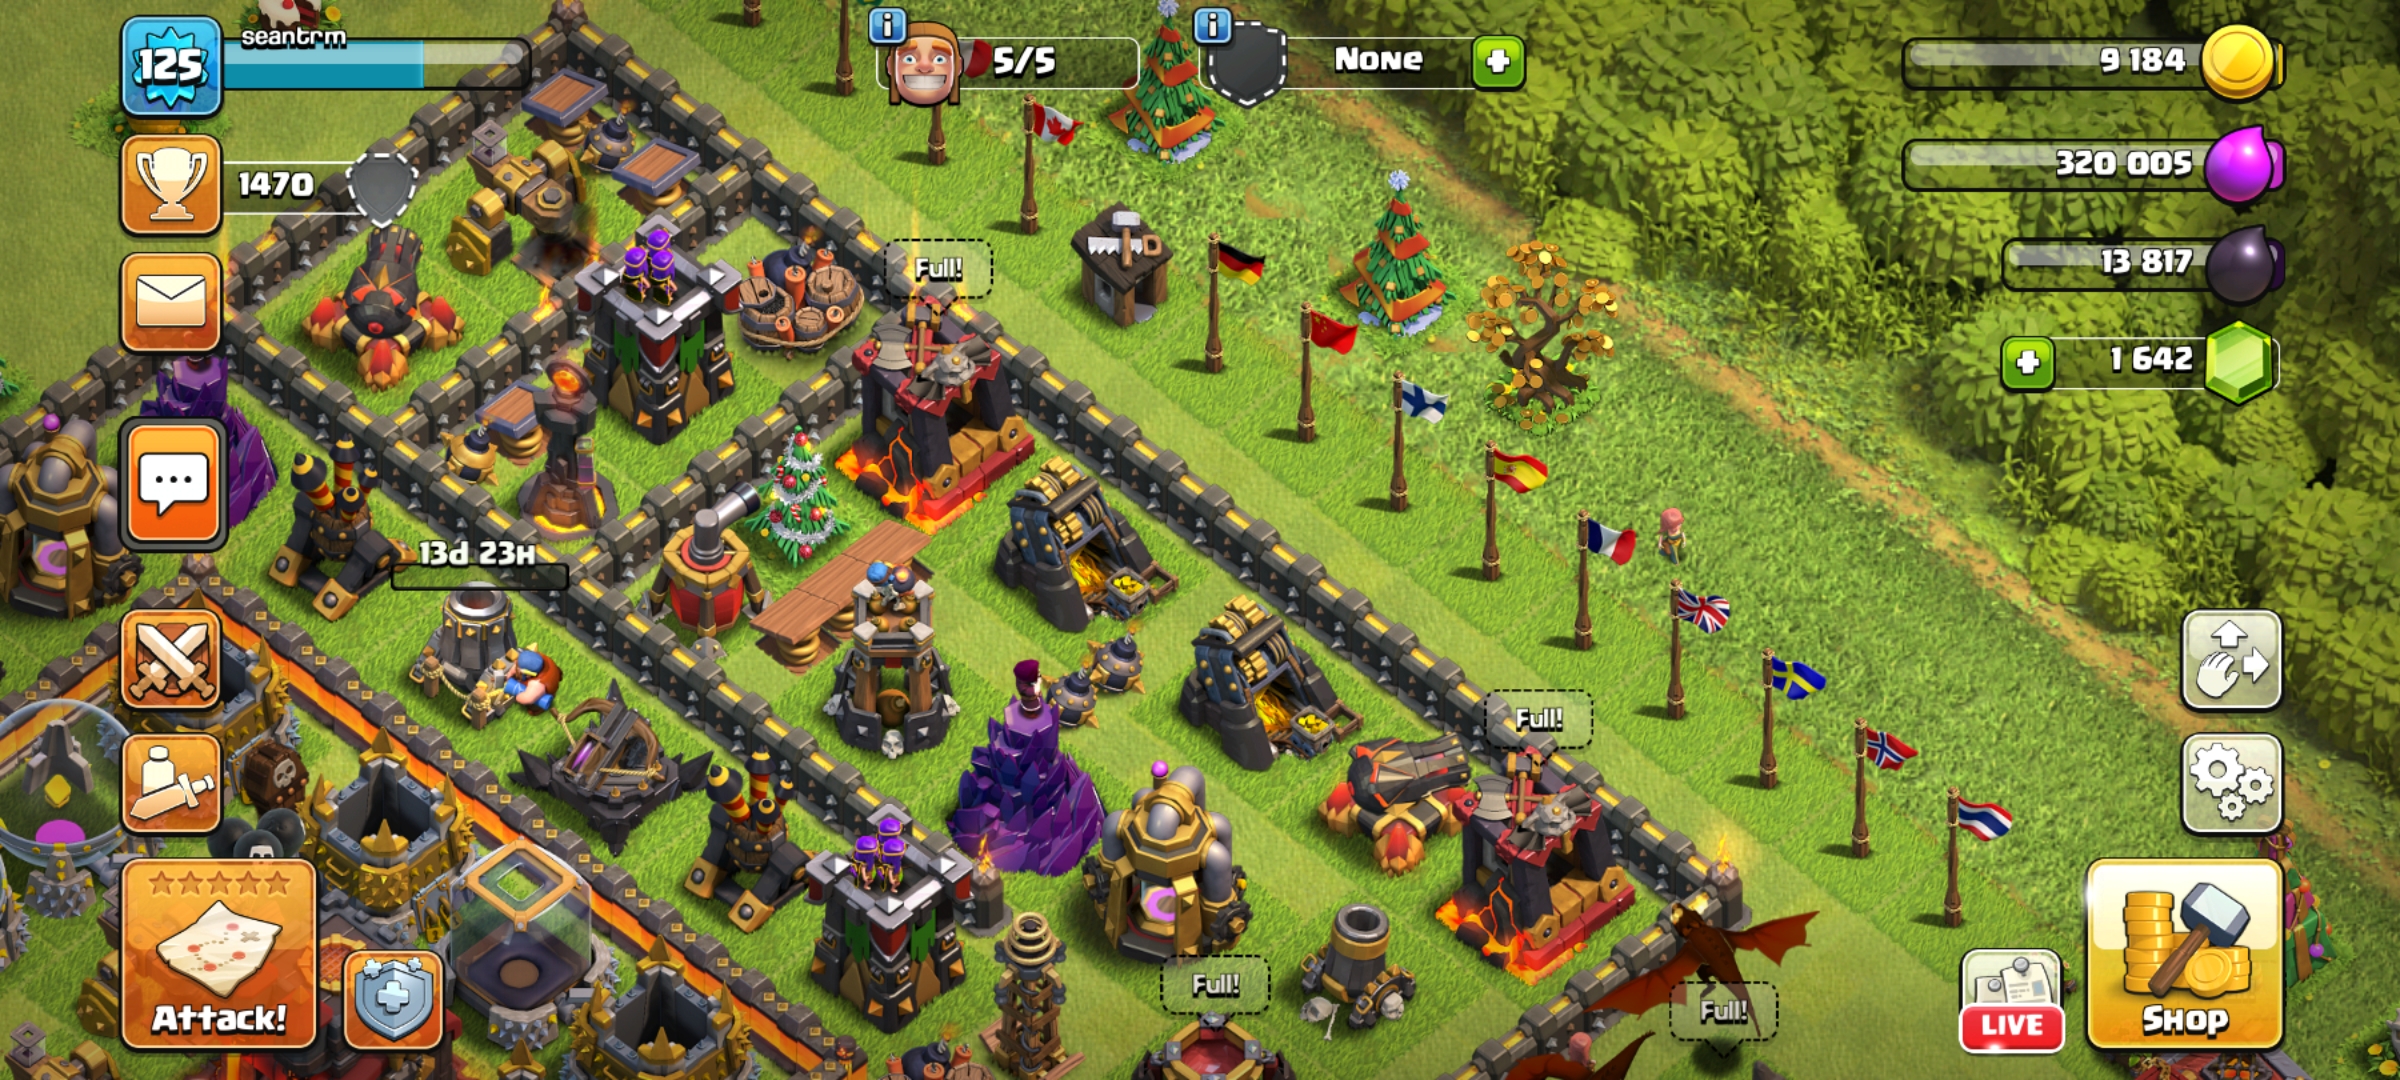 seantrm
125
5/5
None
9 184
1470
320 005
13 817
1 642
Full!
13d 23h
Full!
Full!
Full!
Attack!
LIVE
Shop